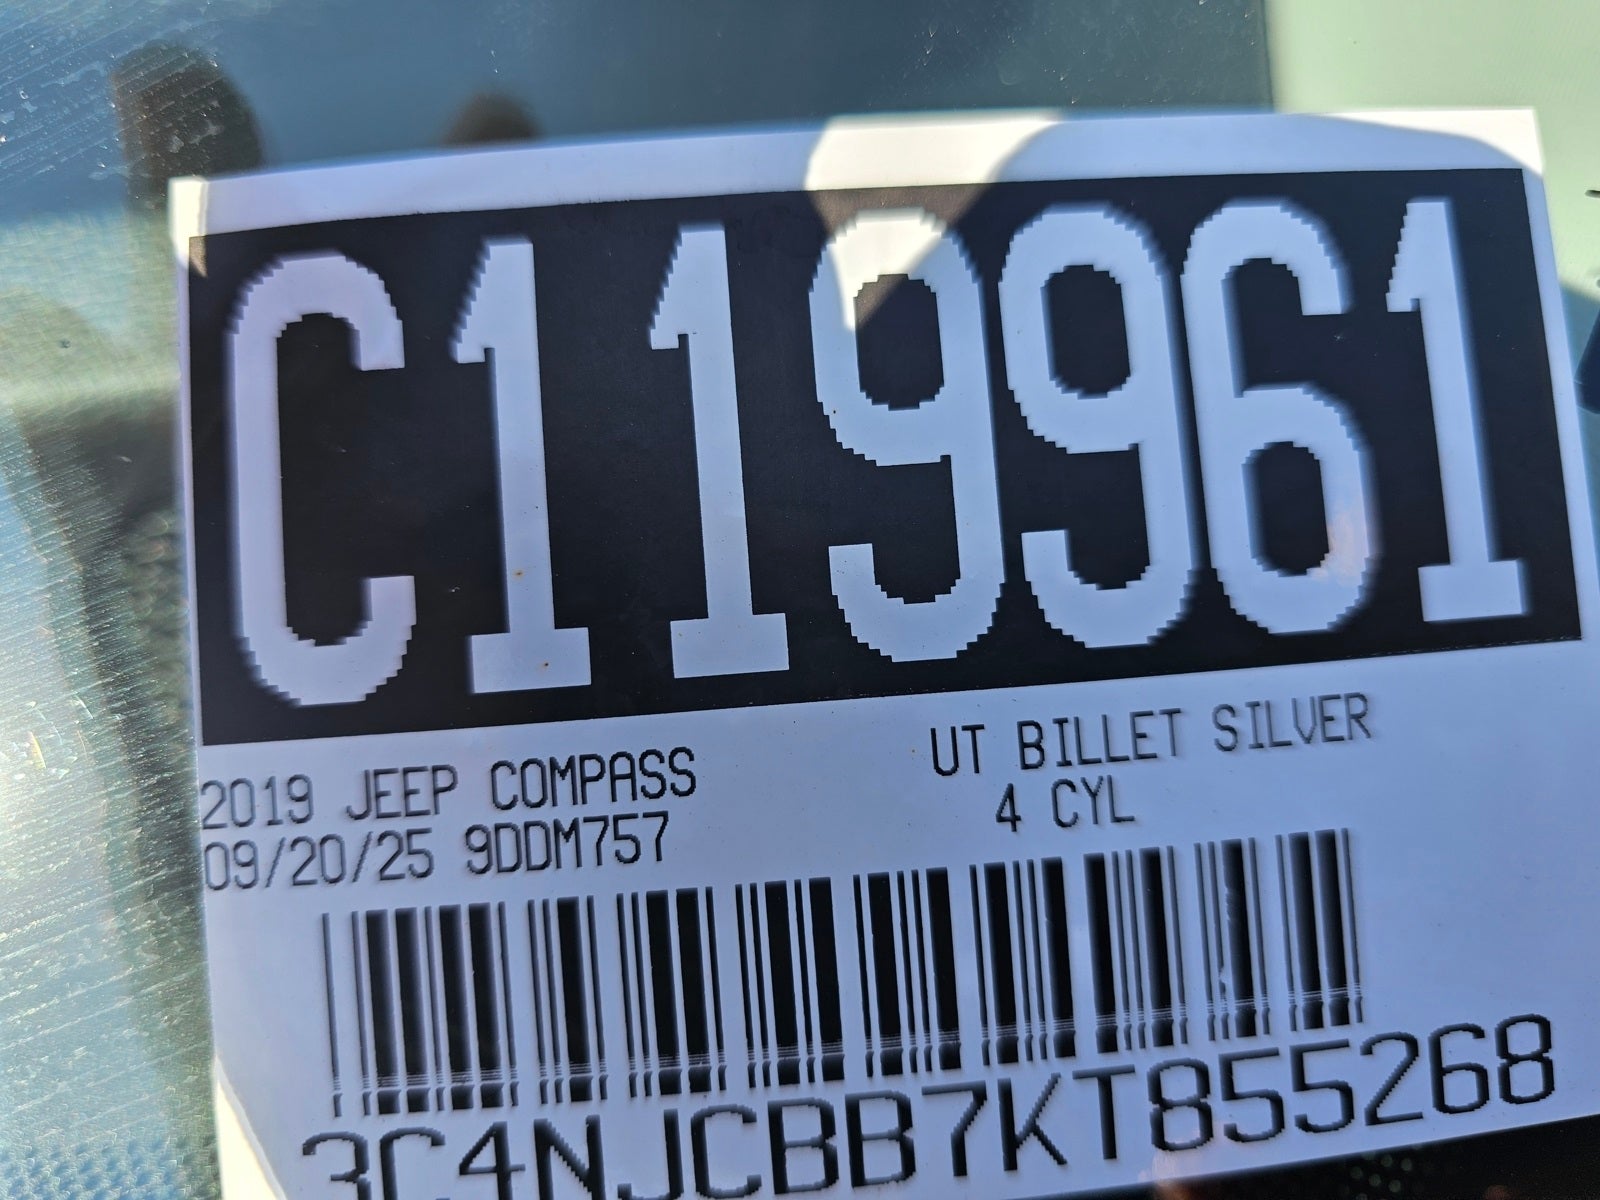 C119961
2019 JEEP COMPASS UT BILLET SILVER
09/20/25 9DDM757 4 CYL
3C4NJCBB7KT855268